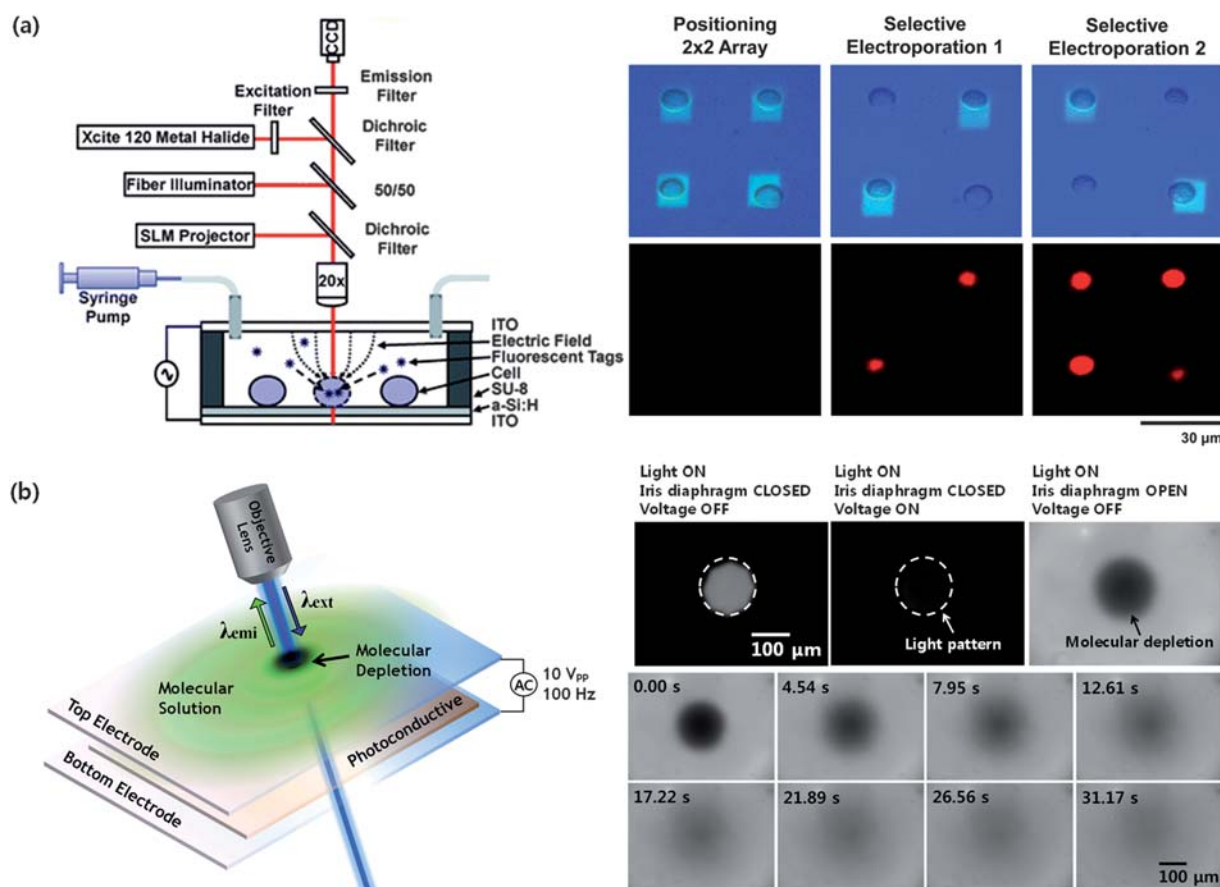 (a)
CCD
Emission
Filter
Excitation
Filter
Xcite 120 Metal Halide
Dichroic
Filter
Fiber Illuminator
50/50
SLM Projector
Dichroic
Filter
20x
Syringe
Pump
ITO
Electric Field
Fluorescent Tags
Cell
SU-8
a-Si:H
ITO
Positioning
2x2 Array
Selective
Electroporation 1
Selective
Electroporation 2
30 µm
(b)
Objective
Lens
λemi
λext
Molecular
Depletion
Molecular
Solution
Top Electrode
Bottom Electrode
Photoconductive
AC
10 Vpp
100 Hz
Light ON
Iris diaphragm CLOSED
Voltage OFF
Light ON
Iris diaphragm CLOSED
Voltage ON
Light ON
Iris diaphragm OPEN
Voltage OFF
100 µm
Light pattern
Molecular depletion
0.00 s
4.54 s
7.95 s
12.61 s
17.22 s
21.89 s
26.56 s
31.17 s
100 µm